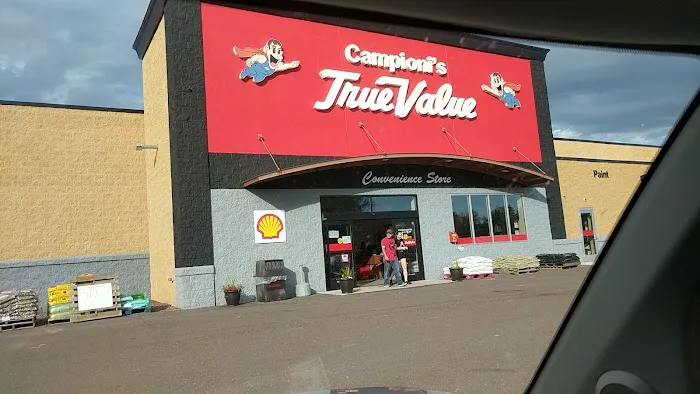 Campioni's
True Value
Convenience Store
Paint